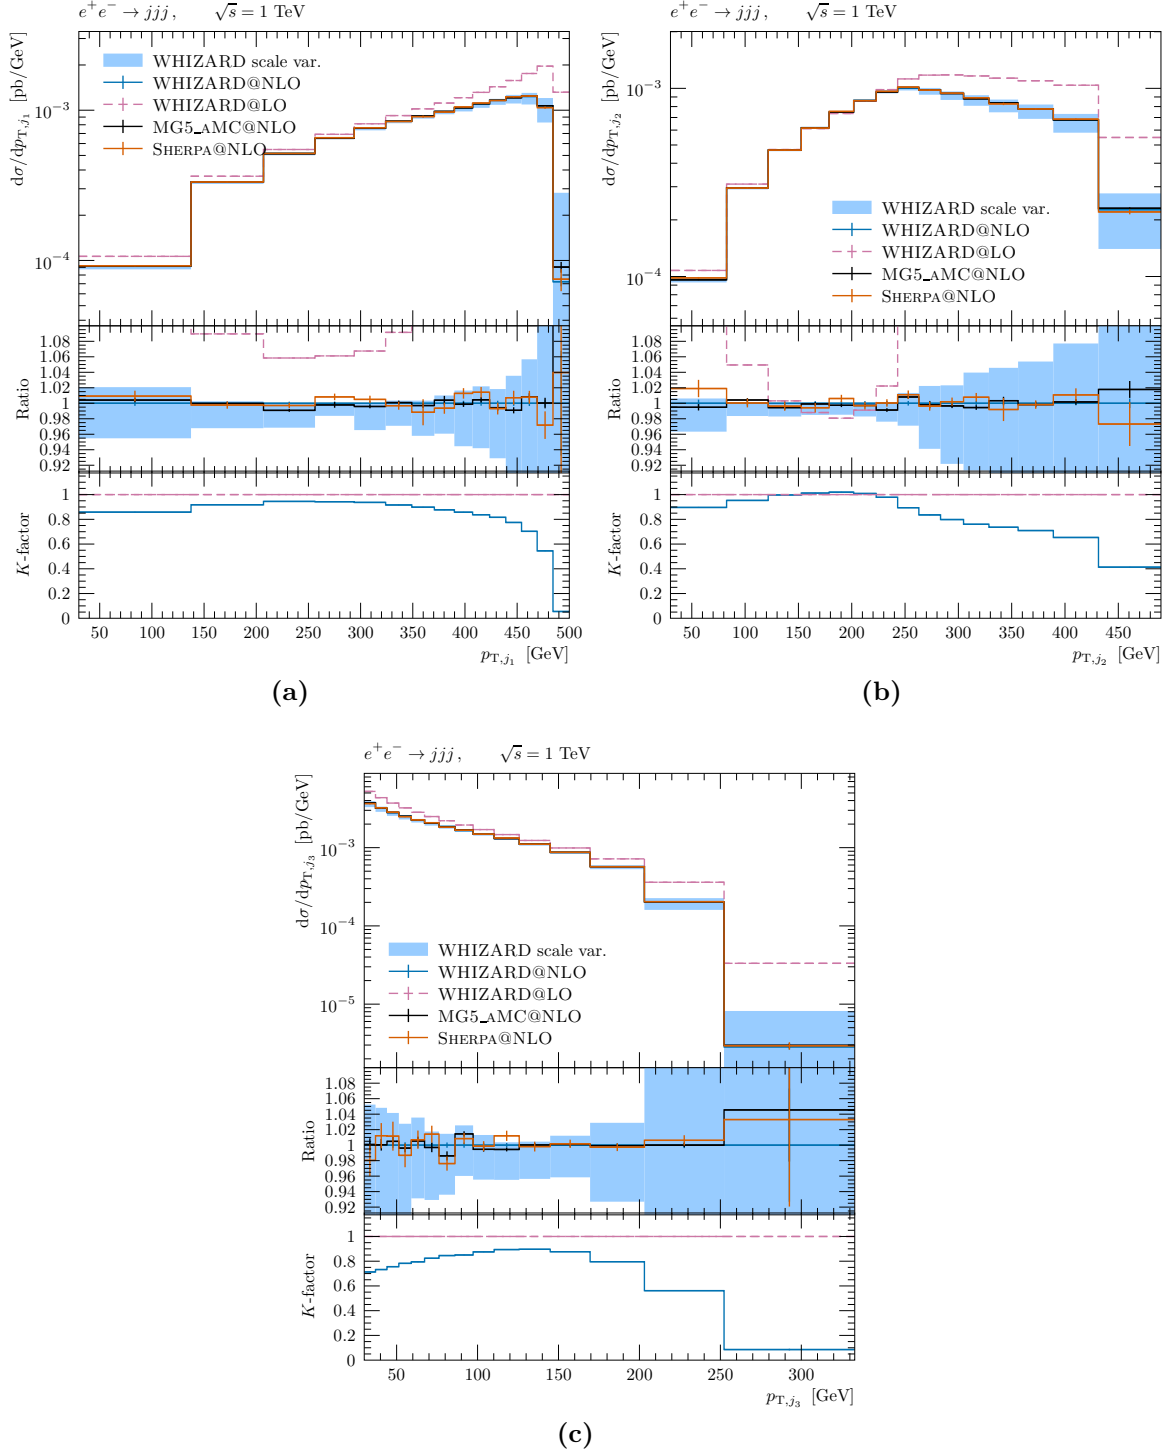 e⁺e⁻ → jjj, √s = 1 TeV
dσ/dp_{T,j₁} [pb/GeV]
10⁻³
10⁻⁴
WHIZARD scale var.
WHIZARD@NLO
WHIZARD@LO
MG5_AMC@NLO
SHERPA@NLO
Ratio
1.08
1.06
1.04
1.02
1
0.98
0.96
0.94
0.92
K-factor
1
0.8
0.6
0.4
0.2
0
50 100 150 200 250 300 350 400 450 500
p_{T,j₁} [GeV]
(a)
e⁺e⁻ → jjj, √s = 1 TeV
dσ/dp_{T,j₂} [pb/GeV]
10⁻³
10⁻⁴
WHIZARD scale var.
WHIZARD@NLO
WHIZARD@LO
MG5_AMC@NLO
SHERPA@NLO
Ratio
1.08
1.06
1.04
1.02
1
0.98
0.96
0.94
0.92
K-factor
1
0.8
0.6
0.4
0.2
0
50 100 150 200 250 300 350 400 450
p_{T,j₂} [GeV]
(b)
e⁺e⁻ → jjj, √s = 1 TeV
dσ/dp_{T,j₃} [pb/GeV]
10⁻³
10⁻⁴
10⁻⁵
WHIZARD scale var.
WHIZARD@NLO
WHIZARD@LO
MG5_AMC@NLO
SHERPA@NLO
Ratio
1.08
1.06
1.04
1.02
1
0.98
0.96
0.94
0.92
K-factor
1
0.8
0.6
0.4
0.2
0
50 100 150 200 250 300
p_{T,j₃} [GeV]
(c)